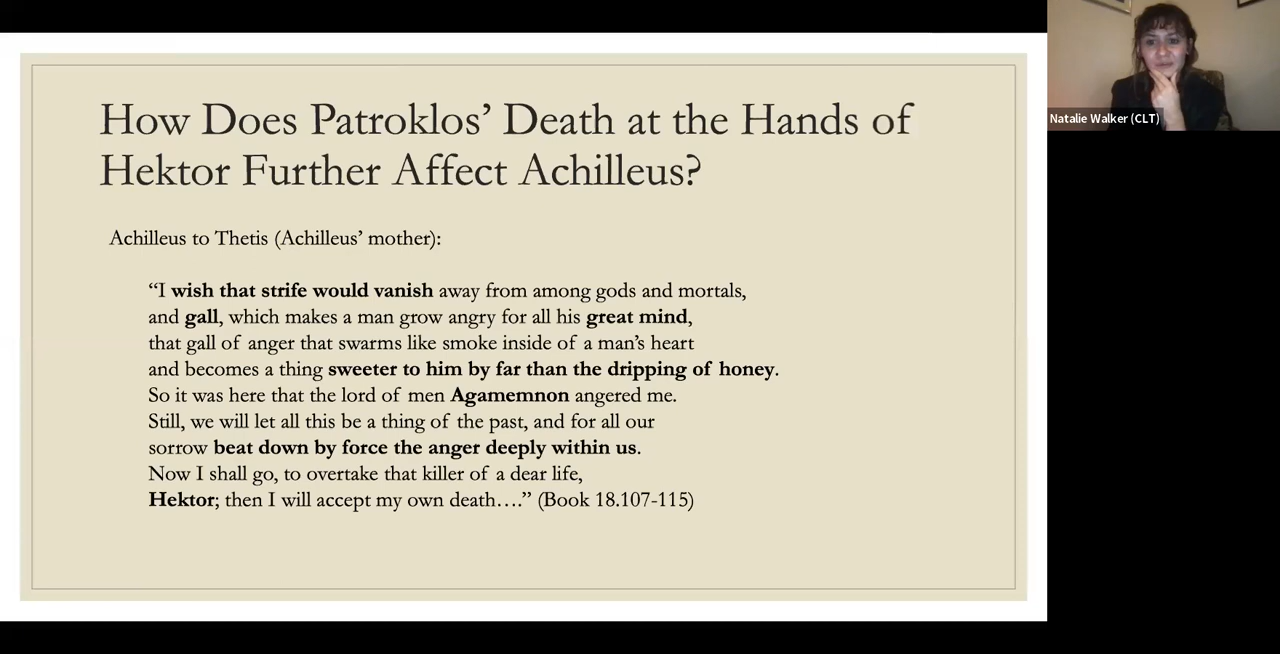 How Does Patroklos’ Death at the Hands of
Hektor Further Affect Achilleus?
Achilleus to Thetis (Achilleus’ mother):
“I wish that strife would vanish away from among gods and mortals,
and gall, which makes a man grow angry for all his great mind,
that gall of anger that swarms like smoke inside of a man’s heart
and becomes a thing sweeter to him by far than the dripping of honey.
So it was here that the lord of men Agamemnon angered me.
Still, we will let all this be a thing of the past, and for all our
sorrow beat down by force the anger deeply within us.
Now I shall go, to overtake that killer of a dear life,
Hektor; then I will accept my own death….” (Book 18.107-115)
Natalie Walker (CLT)